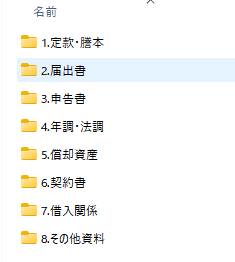 名前
1.定款・謄本
2.届出書
3.申告書
4.年調・法調
5.償却資産
6.契約書
7.借入関係
8.その他資料